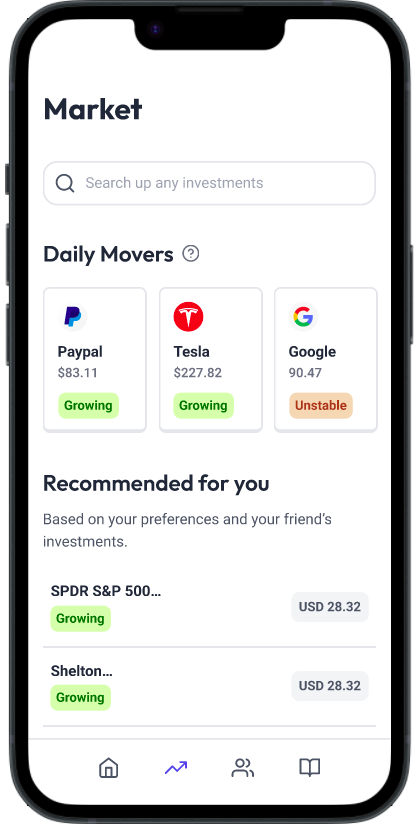 Market
Search up any investments
Daily Movers
Paypal
$83.11
Growing
Tesla
$227.82
Growing
Google
90.47
Unstable
Recommended for you
Based on your preferences and your friend's
investments.
SPDR S&P 500...
Growing
USD 28.32
Shelton...
Growing
USD 28.32